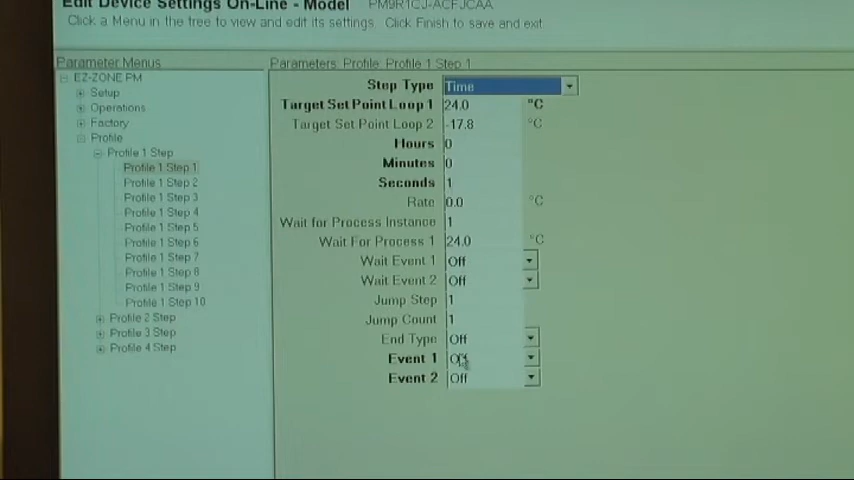 Edit Device Settings On-Line - Model PM9R1CJ-ACFJCAA
Click a Menu in the tree to view and edit its settings. Click Finish to save and exit.
Parameter Menus
EZ-ZONE PM
Setup
Operations
Factory
Profile
Profile 1 Step
Profile 1 Step 1
Profile 1 Step 2
Profile 1 Step 3
Profile 1 Step 4
Profile 1 Step 5
Profile 1 Step 6
Profile 1 Step 7
Profile 1 Step 8
Profile 1 Step 9
Profile 1 Step 10
Profile 2 Step
Profile 3 Step
Profile 4 Step
Parameters: Profile: Profile 1 Step 1
Step Type Time
Target Set Point Loop 1 24.0 °C
Target Set Point Loop 2 -17.8 °C
Hours 0
Minutes 0
Seconds 1
Rate 0.0 °C
Wait for Process Instance 1
Wait For Process 1 24.0 °C
Wait Event 1 Off
Wait Event 2 Off
Jump Step 1
Jump Count 1
End Type Off
Event 1 Off
Event 2 Off